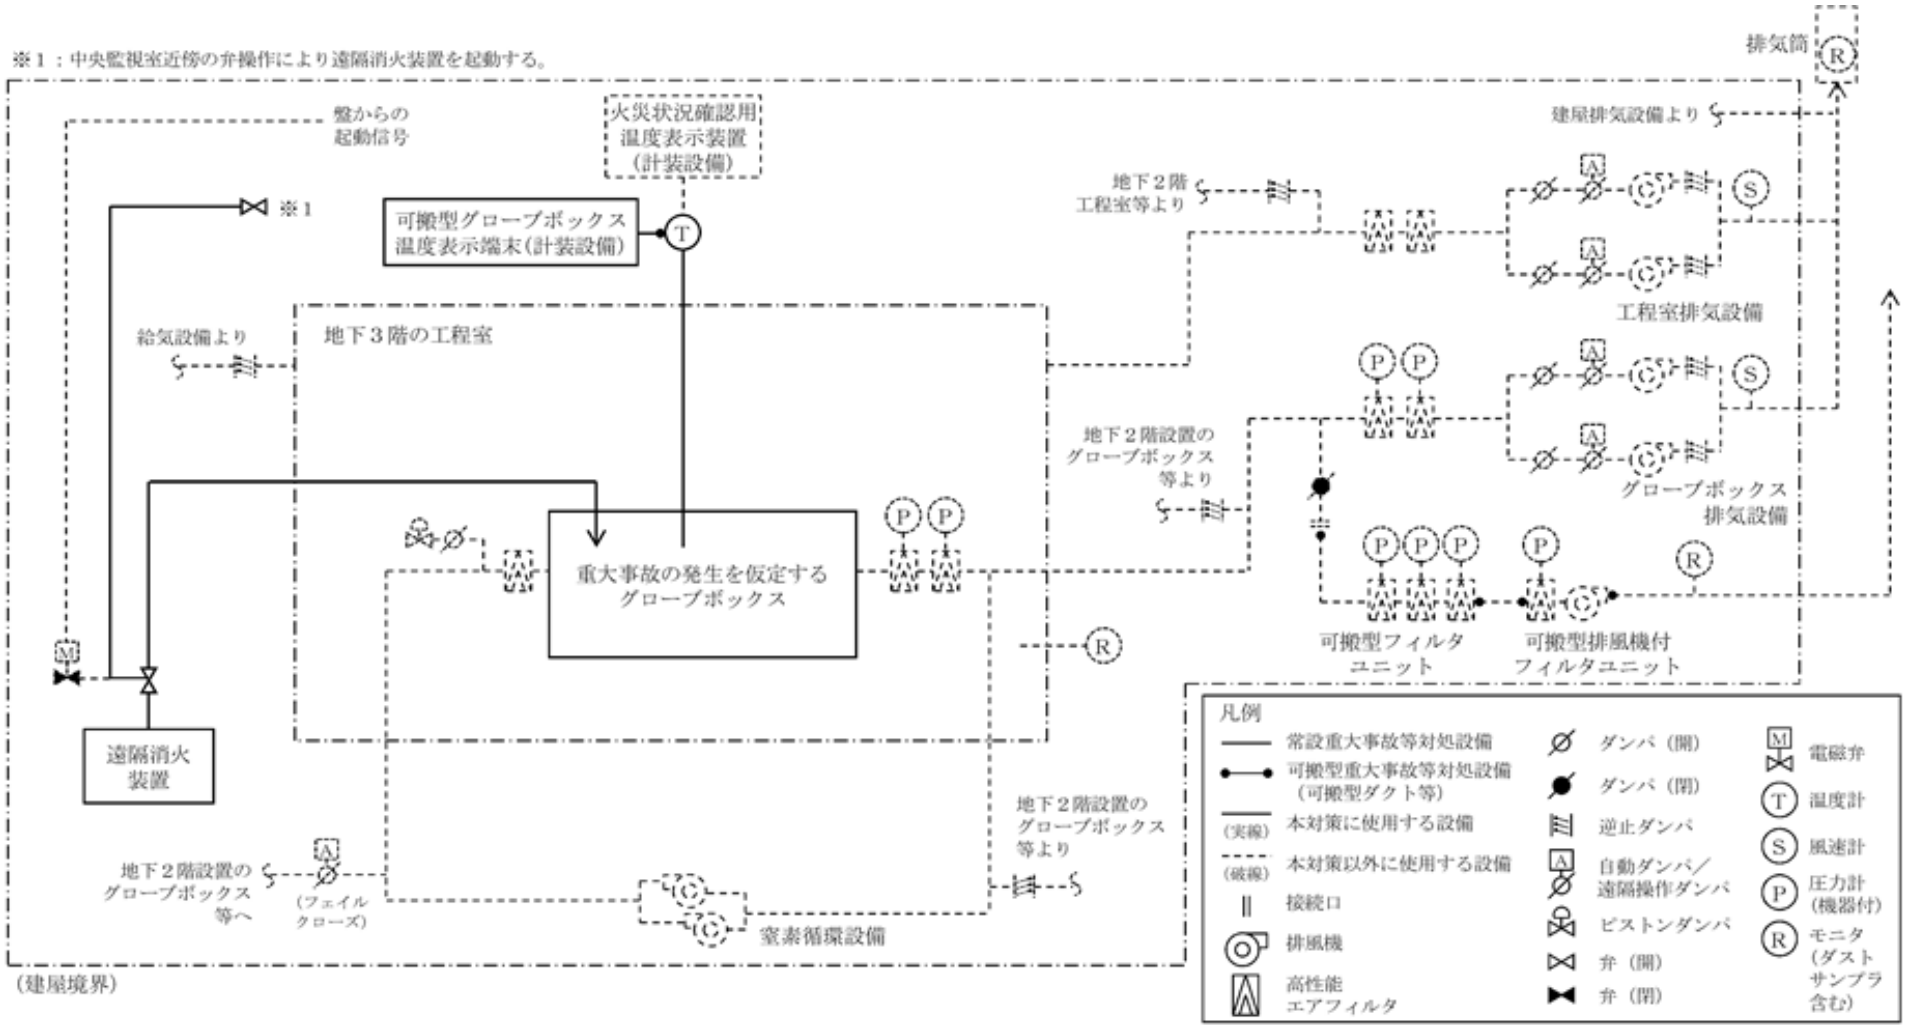 ※1：中央監視室近傍の弁操作により遠隔消火装置を起動する。
排気筒
R
盤からの
起動信号
火災状況確認用
温度表示装置
(計装設備)
建屋排気設備より
※1
可搬型グローブボックス
温度表示端末(計装設備)
T
地下2階
工程室等より
A
S
A
工程室排気設備
給気設備より
地下3階の工程室
P
P
A
S
地下2階設置の
グローブボックス
等より
A
グローブボックス
排気設備
P
P
重大事故の発生を仮定する
グローブボックス
P
P
P
P
R
可搬型フィルタ
ユニット
可搬型排風機付
フィルタユニット
R
M
遠隔消火
装置
地下2階設置の
グローブボックス
等へ
A
(フェイル
クローズ)
窒素循環設備
地下2階設置の
グローブボックス
等より
(建屋境界)
凡例
常設重大事故等対処設備
可搬型重大事故等対処設備
(可搬型ダクト等)
(実線)
本対策に使用する設備
(破線)
本対策以外に使用する設備
接続口
排風機
高性能
エアフィルタ
ダンパ（開）
ダンパ（閉）
逆止ダンパ
A
自動ダンパ／
遠隔操作ダンパ
ピストンダンパ
弁（開）
弁（閉）
M
電磁弁
T
温度計
S
風速計
P
圧力計
(機器付)
R
モニタ
(ダスト
サンプラ
含む)